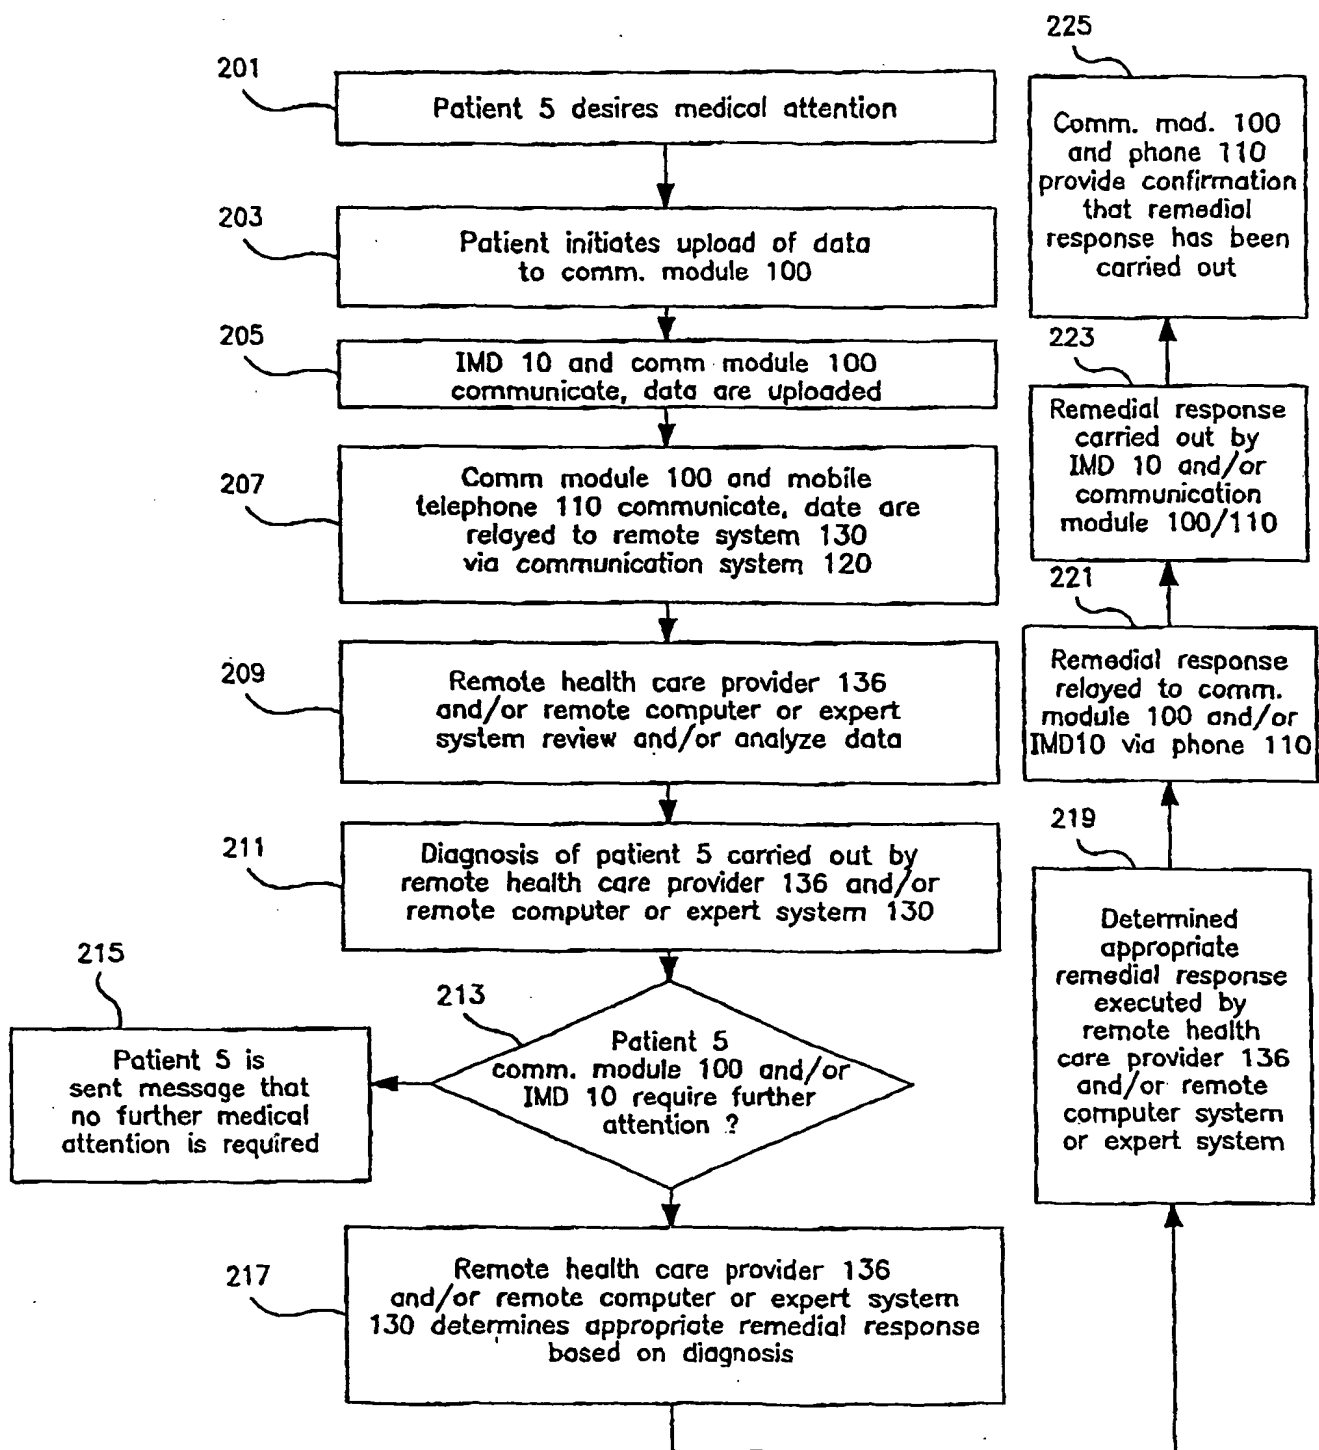 201
Patient 5 desires medical attention
203
Patient initiates upload of data
to comm. module 100
205
IMD 10 and comm module 100
communicate, data are uploaded
207
Comm module 100 and mobile
telephone 110 communicate, date are
relayed to remote system 130
via communication system 120
209
Remote health care provider 136
and/or remote computer or expert
system review and/or analyze data
211
Diagnosis of patient 5 carried out by
remote health care provider 136 and/or
remote computer or expert system 130
213
Patient 5
comm. module 100 and/or
IMD 10 require further
attention ?
215
Patient 5 is
sent message that
no further medical
attention is required
217
Remote health care provider 136
and/or remote computer or expert system
130 determines appropriate remedial response
based on diagnosis
219
Determined
appropriate
remedial response
executed by
remote health
care provider 136
and/or remote
computer system
or expert system
221
Remedial response
relayed to comm.
module 100 and/or
IMD10 via phone 110
223
Remedial response
carried out by
IMD 10 and/or
communication
module 100/110
225
Comm. mod. 100
and phone 110
provide confirmation
that remedial
response has been
carried out